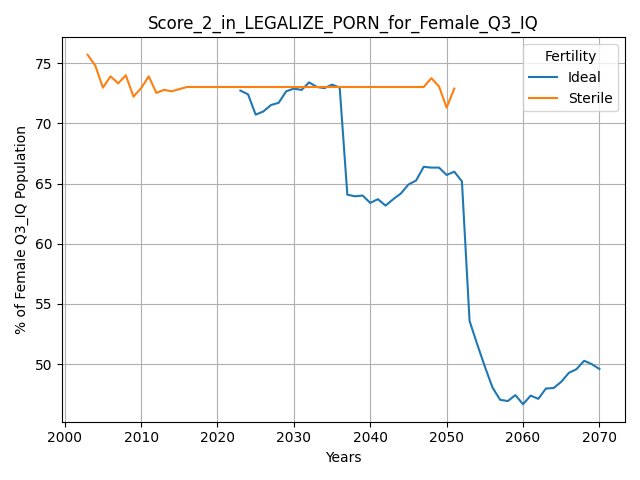 Score_2_in_LEGALIZE_PORN_for_Female_Q3_IQ
% of Female Q3_IQ Population
75
70
65
60
55
50
Fertility
Ideal
Sterile
2000 2010 2020 2030 2040 2050 2060 2070
Years